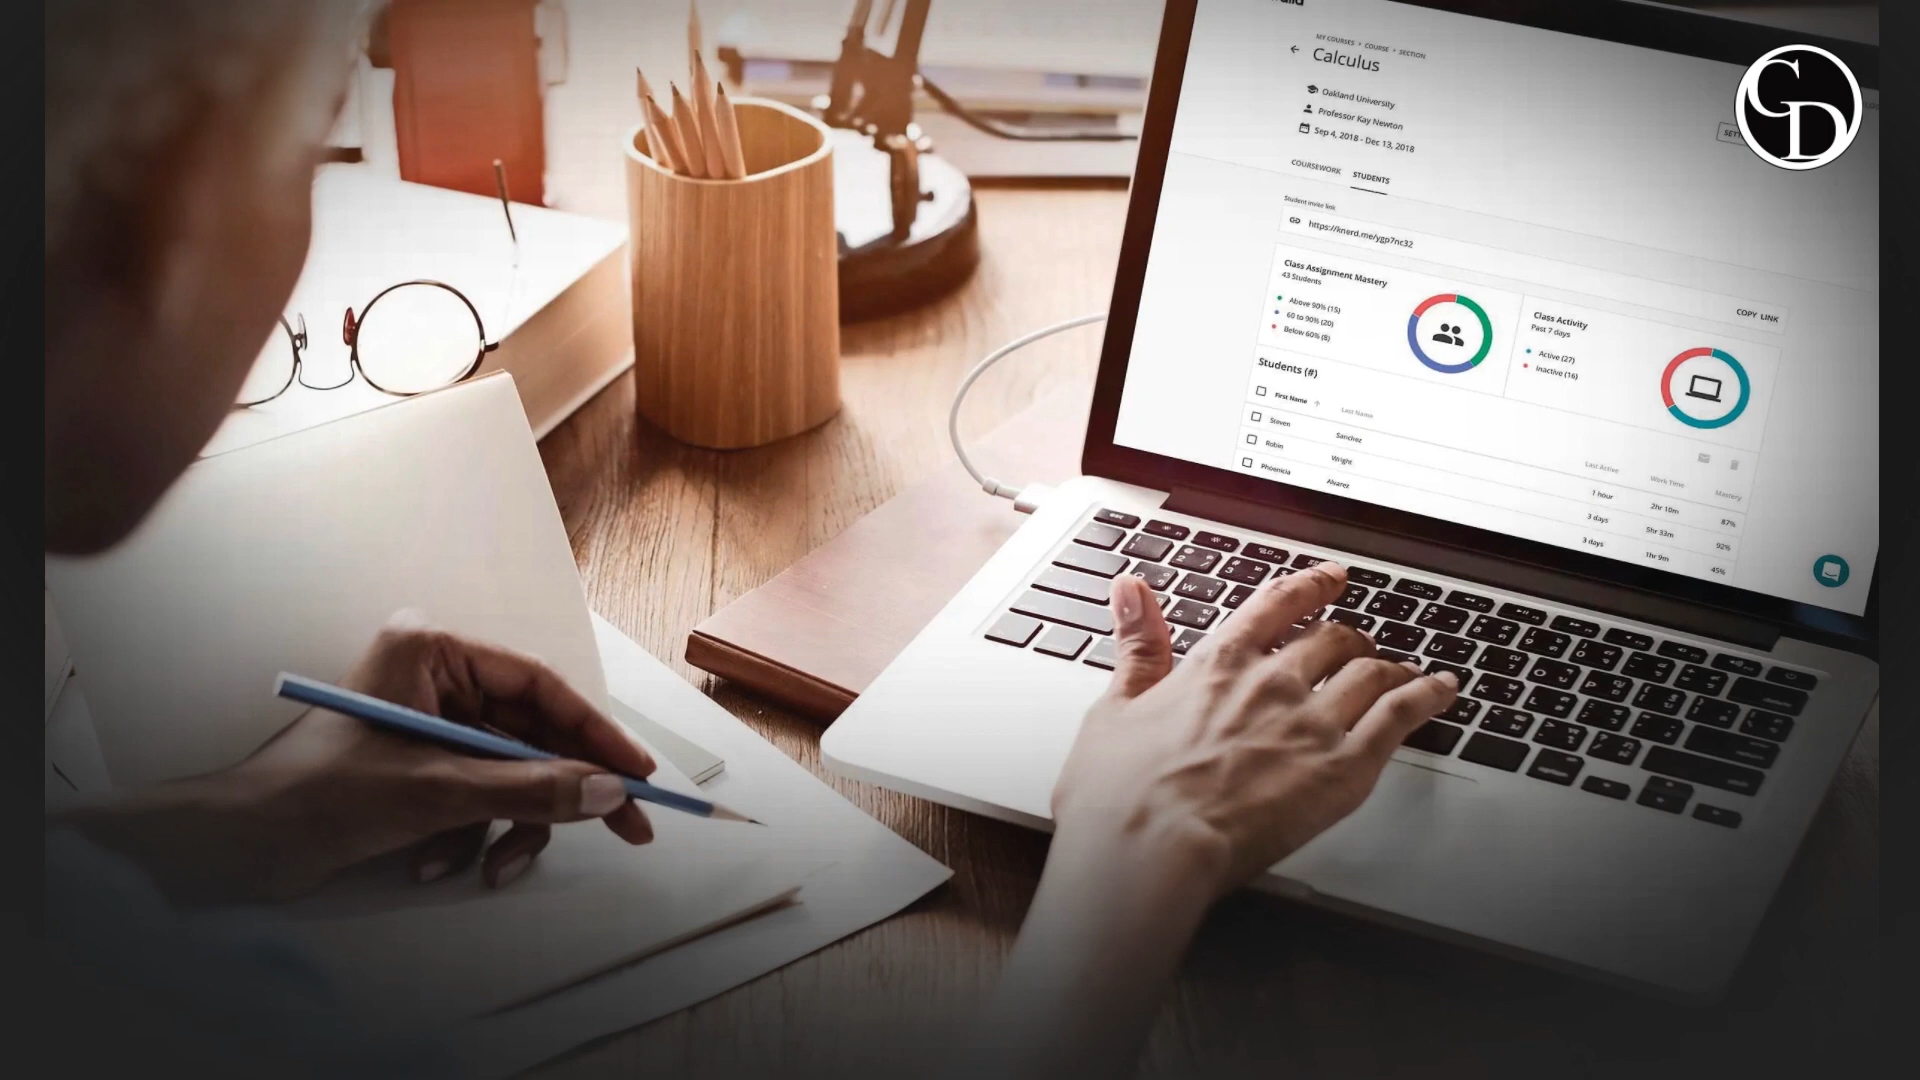 MY COURSES > COURSE > SECTION
Calculus
Oakland University
Professor Kay Newton
Sep 4, 2018 - Dec 13, 2018
COURSEWORK STUDENTS
Student invite link
https://knerd.me/ygp7nc32
COPY LINK
Class Assignment Mastery
43 Students
Above 90% (15)
60 to 90% (20)
Below 60% (8)
Class Activity
Past 7 days
Active (27)
Inactive (16)
Students (#)
First Name Last Name Last Active Work Time Mastery
Steven Sanchez 1 hour 2hr 10m 87%
Robin Wright 3 days 5hr 33m 92%
Phoenicia Alvarez 3 days 1hr 9m 45%
CD